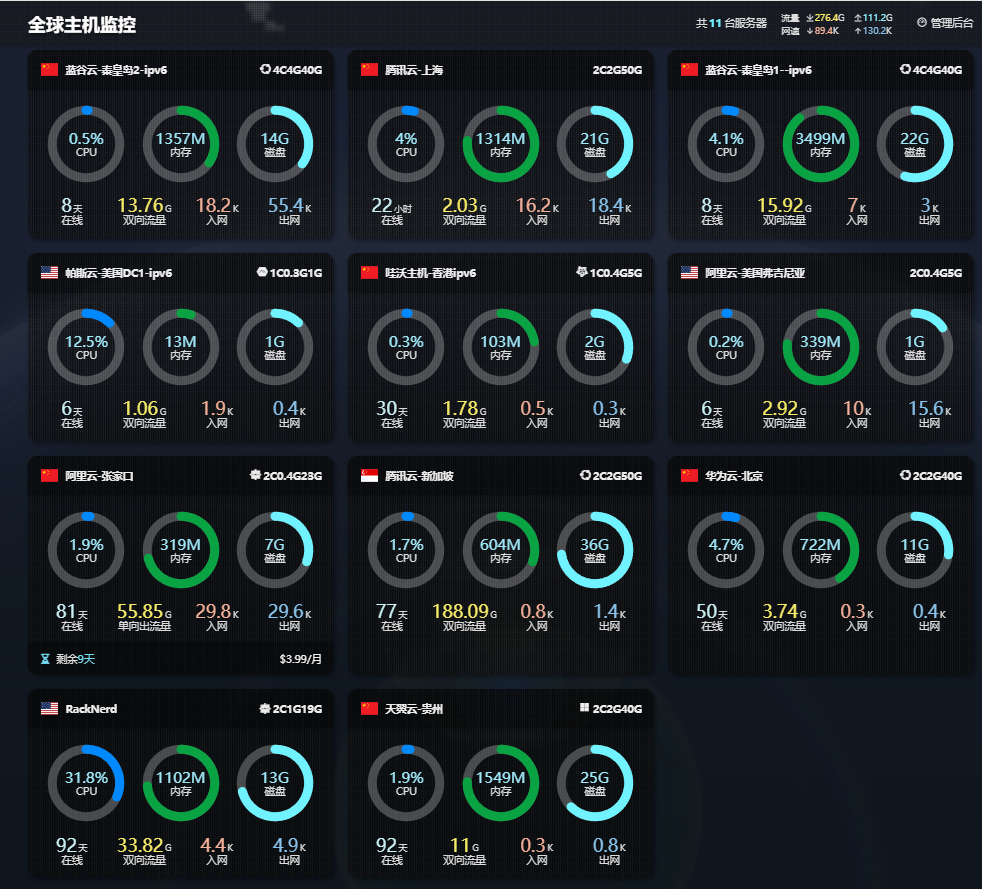 全球主机监控
共 11 台服务器
流量 276.4G 111.2G
网速 89.4K 130.2K
管理后台
蓝谷云-秦皇岛2-ipv6 4C4G40G
0.5% 1357M 14G
CPU 内存 磁盘
8天 13.76G 18.2K 55.4K
在线 双向流量 入网 出网
腾讯云-上海 2C2G50G
4% 1314M 21G
CPU 内存 磁盘
22小时 2.03G 16.2K 18.4K
在线 双向流量 入网 出网
蓝谷云-秦皇岛1--ipv6 4C4G40G
4.1% 3499M 22G
CPU 内存 磁盘
8天 15.92G 7K 3K
在线 双向流量 入网 出网
帕斯云-美国DC1-ipv6 1C0.3G1G
12.5% 13M 1G
CPU 内存 磁盘
6天 1.06G 1.9K 0.4K
在线 双向流量 入网 出网
哇沃主机-香港ipv6 1C0.4G5G
0.3% 103M 2G
CPU 内存 磁盘
30天 1.78G 0.5K 0.3K
在线 双向流量 入网 出网
阿里云-美国弗吉尼亚 2C0.4G5G
0.2% 339M 1G
CPU 内存 磁盘
6天 2.92G 10K 15.6K
在线 双向流量 入网 出网
阿里云-张家口 2C0.4G23G
1.9% 319M 7G
CPU 内存 磁盘
81天 55.85G 29.8K 29.6K
在线 单向出流量 入网 出网
剩余9天 $3.99/月
腾讯云-新加坡 2C2G50G
1.7% 604M 36G
CPU 内存 磁盘
77天 188.09G 0.8K 1.4K
在线 双向流量 入网 出网
华为云-北京 2C2G40G
4.7% 722M 11G
CPU 内存 磁盘
50天 3.74G 0.3K 0.4K
在线 双向流量 入网 出网
RackNerd 2C1G19G
31.8% 1102M 13G
CPU 内存 磁盘
92天 33.82G 4.4K 4.9K
在线 双向流量 入网 出网
天翼云-贵州 2C2G40G
1.9% 1549M 25G
CPU 内存 磁盘
92天 11G 0.3K 0.8K
在线 双向流量 入网 出网